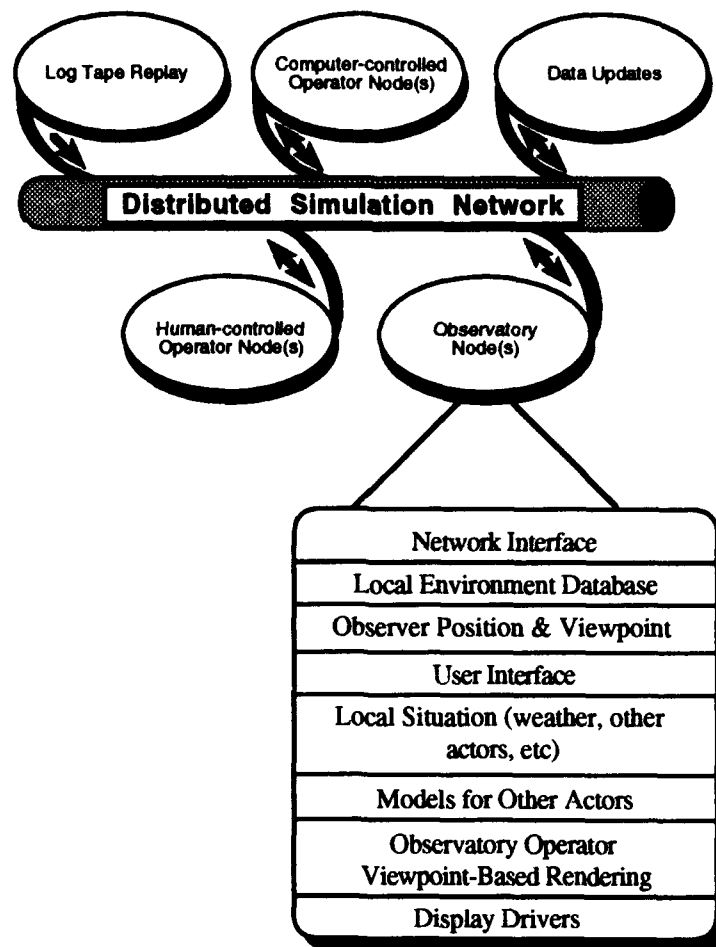 Log Tape Replay
Computer-controlled
Operator Node(s)
Data Updates
Distributed Simulation Network
Human-controlled
Operator Node(s)
Observatory
Node(s)
Network Interface
Local Environment Database
Observer Position & Viewpoint
User Interface
Local Situation (weather, other
actors, etc)
Models for Other Actors
Observatory Operator
Viewpoint-Based Rendering
Display Drivers